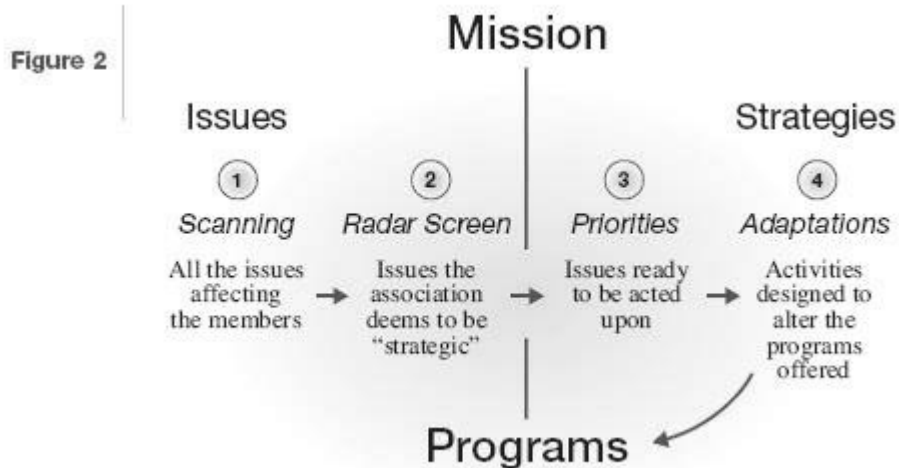 Figure 2
Mission
Issues
Strategies
1
2
3
4
Scanning
Radar Screen
Priorities
Adaptations
All the issues
affecting
the members
Issues the
association
deems to be
“strategic”
Issues ready
to be acted
upon
Activities
designed to
alter the
programs
offered
Programs